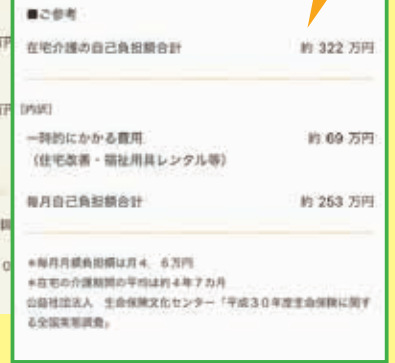 ■ご参考
在宅介護の自己負担額合計 約 322 万円
[内訳]
一時的にかかる費用 約 69 万円
（住宅改善・福祉用具レンタル等）
毎月自己負担額合計 約 253 万円
*毎月月額負担額は月4．6万円
*在宅の介護期間の平均は約4年7カ月
公益社団法人 生命保険文化センター「平成30年度生命保険に関す
る全国実態調査」